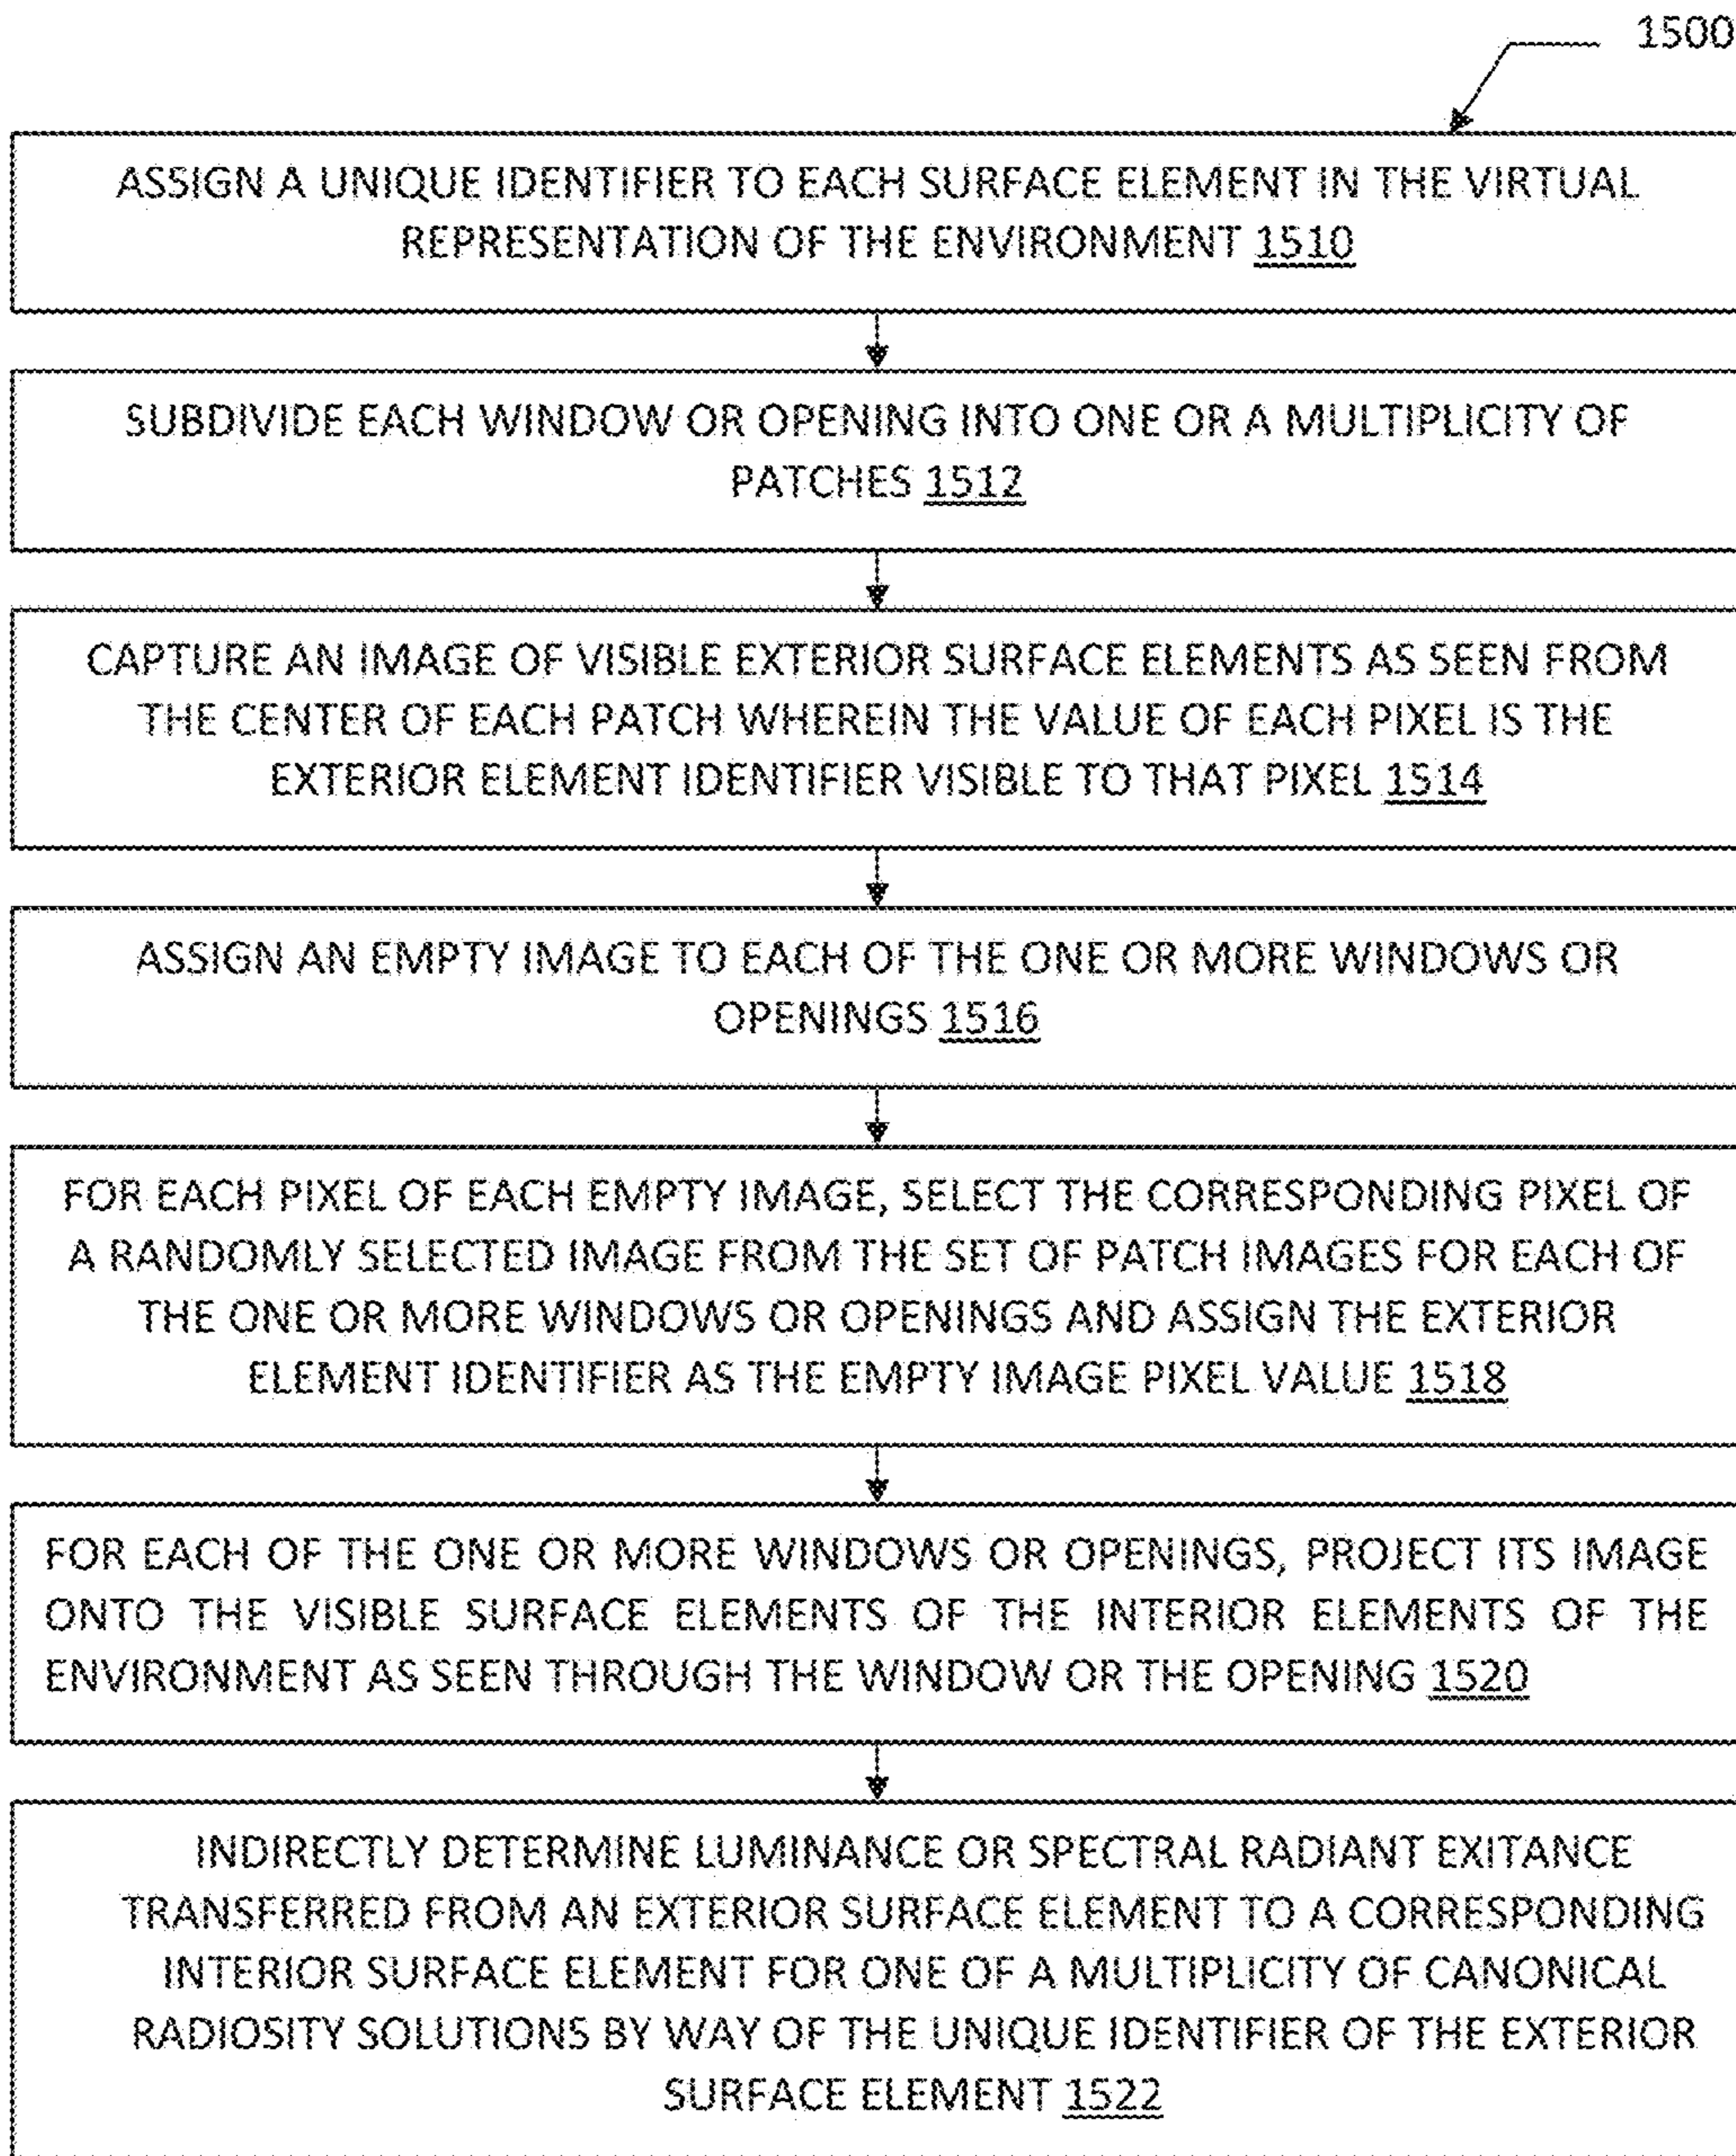 1500
ASSIGN A UNIQUE IDENTIFIER TO EACH SURFACE ELEMENT IN THE VIRTUAL
REPRESENTATION OF THE ENVIRONMENT 1510
SUBDIVIDE EACH WINDOW OR OPENING INTO ONE OR A MULTIPLICITY OF
PATCHES 1512
CAPTURE AN IMAGE OF VISIBLE EXTERIOR SURFACE ELEMENTS AS SEEN FROM
THE CENTER OF EACH PATCH WHEREIN THE VALUE OF EACH PIXEL IS THE
EXTERIOR ELEMENT IDENTIFIER VISIBLE TO THAT PIXEL 1514
ASSIGN AN EMPTY IMAGE TO EACH OF THE ONE OR MORE WINDOWS OR
OPENINGS 1516
FOR EACH PIXEL OF EACH EMPTY IMAGE, SELECT THE CORRESPONDING PIXEL OF
A RANDOMLY SELECTED IMAGE FROM THE SET OF PATCH IMAGES FOR EACH OF
THE ONE OR MORE WINDOWS OR OPENINGS AND ASSIGN THE EXTERIOR
ELEMENT IDENTIFIER AS THE EMPTY IMAGE PIXEL VALUE 1518
FOR EACH OF THE ONE OR MORE WINDOWS OR OPENINGS, PROJECT ITS IMAGE
ONTO THE VISIBLE SURFACE ELEMENTS OF THE INTERIOR ELEMENTS OF THE
ENVIRONMENT AS SEEN THROUGH THE WINDOW OR THE OPENING 1520
INDIRECTLY DETERMINE LUMINANCE OR SPECTRAL RADIANT EXITANCE
TRANSFERRED FROM AN EXTERIOR SURFACE ELEMENT TO A CORRESPONDING
INTERIOR SURFACE ELEMENT FOR ONE OF A MULTIPLICITY OF CANONICAL
RADIOSITY SOLUTIONS BY WAY OF THE UNIQUE IDENTIFIER OF THE EXTERIOR
SURFACE ELEMENT 1522